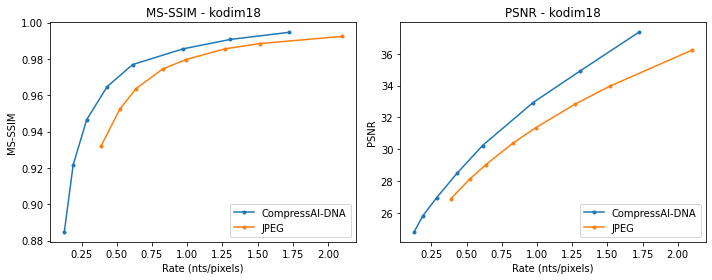 MS-SSIM - kodim18
1.00
0.98
0.96
0.94
0.92
0.90
0.88
MS-SSIM
0.25 0.50 0.75 1.00 1.25 1.50 1.75 2.00
Rate (nts/pixels)
CompressAI-DNA
JPEG
PSNR - kodim18
36
34
32
30
28
26
PSNR
0.25 0.50 0.75 1.00 1.25 1.50 1.75 2.00
Rate (nts/pixels)
CompressAI-DNA
JPEG